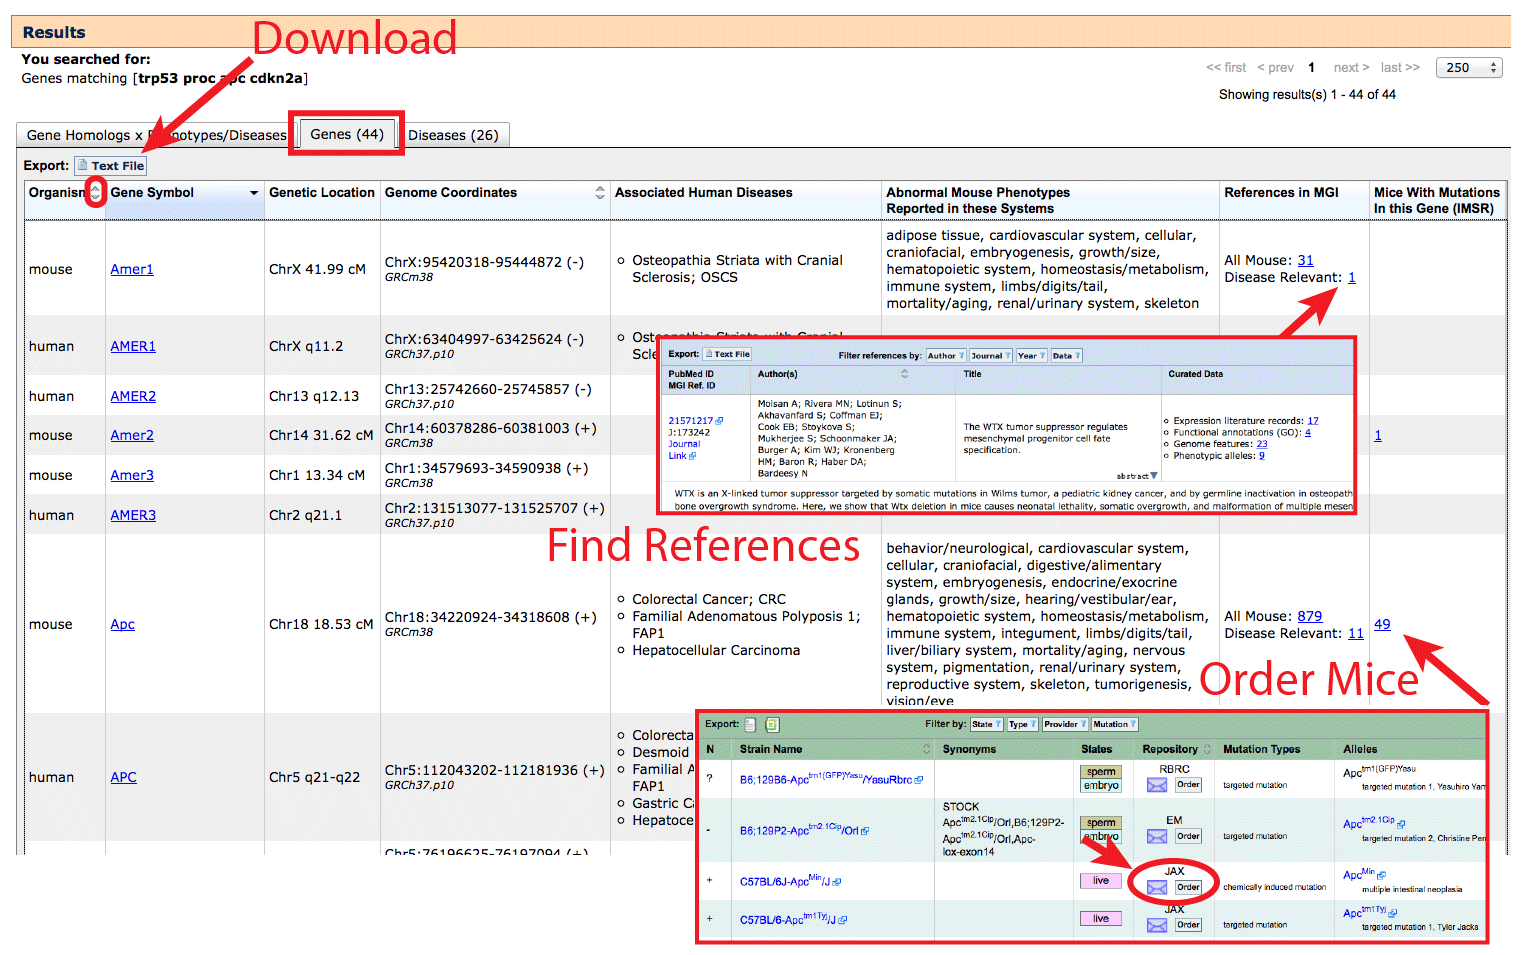 Results
Download
You searched for:
Genes matching [trp53 proc apc cdkn2a]
<< first < prev 1 next > last >> 250
Showing results(s) 1 - 44 of 44
Gene Homologs x Phenotypes/Diseases Genes (44) Diseases (26)
Export: Text File
Organism Gene Symbol Genetic Location Genome Coordinates Associated Human Diseases Abnormal Mouse Phenotypes References in MGI Mice With Mutations
Reported in these Systems In this Gene (IMSR)
mouse Amer1 ChrX 41.99 cM ChrX:95420318-95444872 (-)
GRCm38
Osteopathia Striata with Cranial
Sclerosis; OSCS
adipose tissue, cardiovascular system, cellular,
craniofacial, embryogenesis, growth/size,
hematopoietic system, homeostasis/metabolism,
immune system, limbs/digits/tail,
mortality/aging, renal/urinary system, skeleton
All Mouse: 31
Disease Relevant: 1
human AMER1 ChrX q11.2 ChrX:63404997-63425624 (-)
GRCh37.p10
Osteopathia Striata with Cranial
human AMER2 Chr13 q12.13 Chr13:25742660-25745857 (-)
GRCh37.p10
mouse Amer2 Chr14 31.62 cM Chr14:60378286-60381003 (+) 1
GRCm38
mouse Amer3 Chr1 13.34 cM Chr1:34579693-34590938 (+)
GRCm38
human AMER3 Chr2 q21.1 Chr2:131513077-131525707 (+)
GRCh37.p10
Export: Text File Filter references by: Author Journal Year Data
PubMed ID Author(s) Title Curated Data
MGI Ref. ID
21571217
J:173242
Journal
Link
Moisan A; Rivera MN; Lotinun S;
Akhavanfard S; Coffman EJ;
Cook EB; Stoykova S;
Mukherjee S; Schoonmaker JA;
Burger A; Kim WJ; Kronenberg
HM; Baron R; Haber DA;
Bardeesy N
The WTX tumor suppressor regulates
mesenchymal progenitor cell fate
specification.
abstract
Expression literature records: 17
Functional annotations (GO): 4
Genome features: 23
Phenotypic alleles: 9
WTX is an X-linked tumor suppressor targeted by somatic mutations in Wilms tumor, a pediatric kidney cancer, and by germline inactivation in osteopath
bone overgrowth syndrome. Here, we show that Wtx deletion in mice causes neonatal lethality, somatic overgrowth, and malformation of multiple mesen
Find References
mouse Apc Chr18 18.53 cM Chr18:34220924-34318608 (+)
GRCm38
Colorectal Cancer; CRC
Familial Adenomatous Polyposis 1;
FAP1
Hepatocellular Carcinoma
behavior/neurological, cardiovascular system,
cellular, craniofacial, digestive/alimentary
system, embryogenesis, endocrine/exocrine
glands, growth/size, hearing/vestibular/ear,
hematopoietic system, homeostasis/metabolism,
immune system, integument, limbs/digits/tail,
liver/biliary system, mortality/aging, nervous
system, pigmentation, renal/urinary system,
reproductive system, skeleton, tumorigenesis,
vision/eye
All Mouse: 879
Disease Relevant: 11
49
Order Mice
human APC Chr5 q21-q22 Chr5:112043202-112181936 (+)
GRCh37.p10
Colorecta
Desmoid
Familial A
FAP1
Gastric Ca
Hepatoce
Chr5:76196625-76197094 (+)
Export: Filter by: State Type Provider Mutation
N Strain Name Synonyms States Repository Mutation Types Alleles
? B6;129B6-Apctm1(GFP)Yasu/YasuRbrc sperm embryo RBRC Order targeted mutation Apctm1(GFP)Yasu
targeted mutation 1, Yasuhiro Yam
- B6;129P2-Apctm2.1Cip/Orl
STOCK
Apctm2.1Cip/Orl,B6;129P2-
Apctm2.1Cip/Orl,Apc-
lox-exon14
sperm embryo EM Order targeted mutation Apctm2.1Cip
targeted mutation 2, Christine Per
+ C57BL/6J-ApcMin/J live JAX Order chemically induced mutation ApcMin
multiple intestinal neoplasia
+ C57BL/6-Apctm1Tyj/J live JAX Order targeted mutation Apctm1Tyj
targeted mutation 1, Tyler Jacks